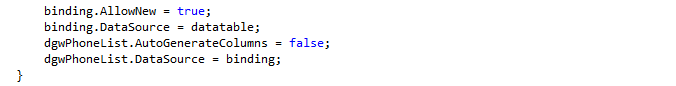 binding.AllowNew = true;
binding.DataSource = datatable;
dgwPhoneList.AutoGenerateColumns = false;
dgwPhoneList.DataSource = binding;
}